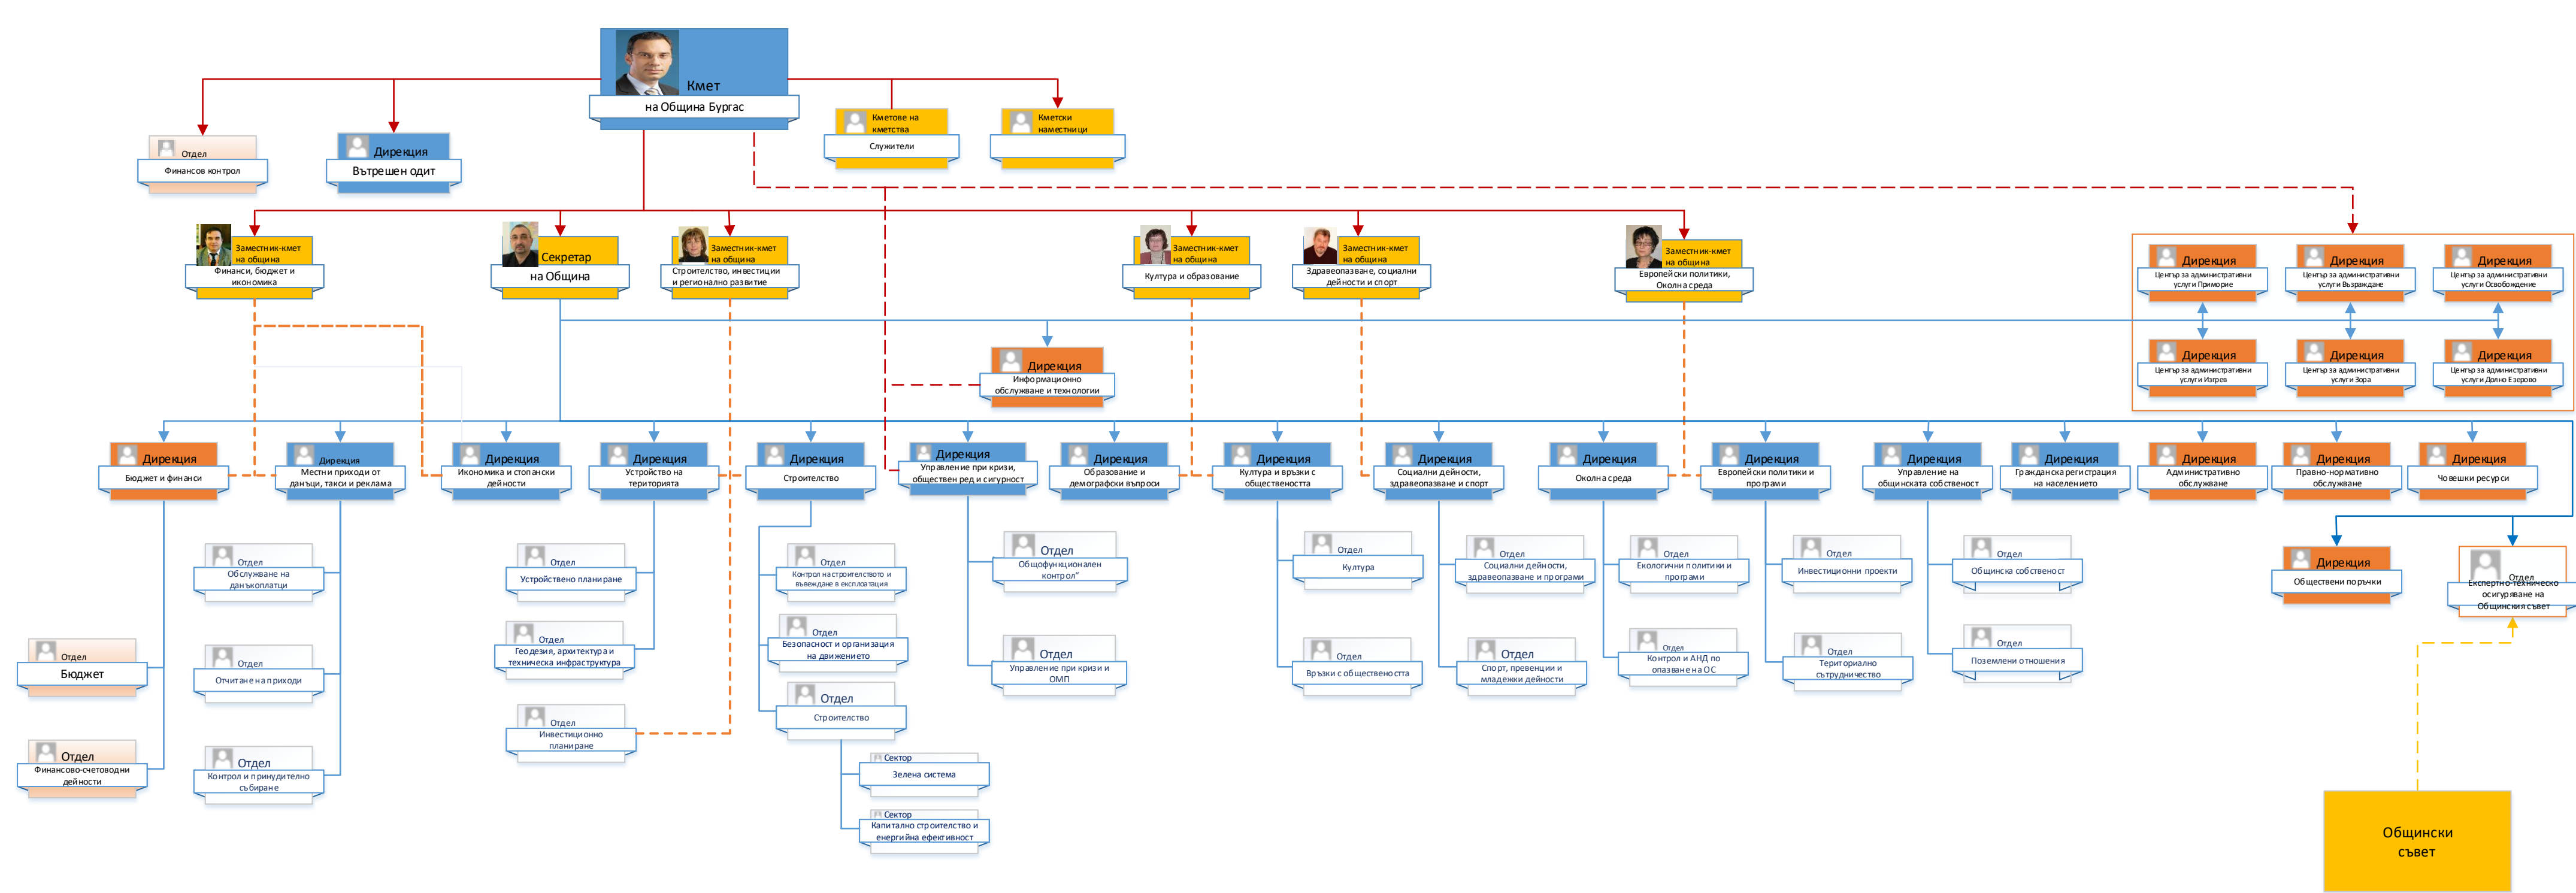 Кмет
на Община Бургас
Отдел
Финансов контрол
Дирекция
Вътрешен одит
Кметове на
кметства
Служители
Кметски
наместници
Заместник-кмет
на община
Финанси, бюджет и
икономика
Секретар
на Община
Заместник-кмет
на община
Строителство, инвестиции
и регионално развитие
Заместник-кмет
на община
Култура и образование
Заместник-кмет
на община
Здравеопазване, социални
дейности и спорт
Заместник-кмет
на община
Европейски политики,
Околна среда
Дирекция
Център за административни
услуги Приморие
Дирекция
Център за административни
услуги Възраждане
Дирекция
Център за административни
услуги Освобождение
Дирекция
Център за административни
услуги Изгрев
Дирекция
Център за административни
услуги Зора
Дирекция
Център за административни
услуги Долно Езерово
Дирекция
Информационно
обслужване и технологии
Дирекция
Бюджет и финанси
Дирекция
Местни приходи от
данъци, такси и реклама
Дирекция
Икономика и стопански
дейности
Дирекция
Устройство на
територията
Дирекция
Строителство
Дирекция
Управление при кризи,
обществен ред и сигурност
Дирекция
Образование и
демографски въпроси
Дирекция
Култура и връзки с
обществеността
Дирекция
Социални дейности,
здравеопазване и спорт
Дирекция
Околна среда
Дирекция
Европейски политики и
програми
Дирекция
Управление на
общинската собственост
Дирекция
Гражданска регистрация
на населението
Дирекция
Административно
обслужване
Дирекция
Правно-нормативно
обслужване
Дирекция
Човешки ресурси
Отдел
Обслужване на
данъкоплатци
Отдел
Устройствено планиране
Отдел
Контрол на строителството и
въвеждане в експлоатация
Отдел
Общофункционален
контрол“
Отдел
Култура
Отдел
Социални дейности,
здравеопазване и програми
Отдел
Екологични политики и
програми
Отдел
Инвестиционни проекти
Отдел
Общинска собственост
Дирекция
Обществени поръчки
Отдел
Експертно-техническо
осигуряване на
Общинския съвет
Отдел
Бюджет
Отдел
Отчитане на приходи
Отдел
Геодезия, архитектура и
техническа инфраструктура
Отдел
Безопасност и организация
на движението
Отдел
Управление при кризи и
ОМП
Отдел
Връзки с обществеността
Отдел
Спорт, превенции и
младежки дейности
Отдел
Контрол и АНД по
опазване на ОС
Отдел
Териториално
сътрудничество
Отдел
Поземлени отношения
Отдел
Строителство
Отдел
Инвестиционно
планиране
Отдел
Финансово-счетоводни
дейности
Отдел
Контрол и принудително
събиране
Сектор
Зелена система
Сектор
Капитално строителство и
енергийна ефективност
Общински
съвет